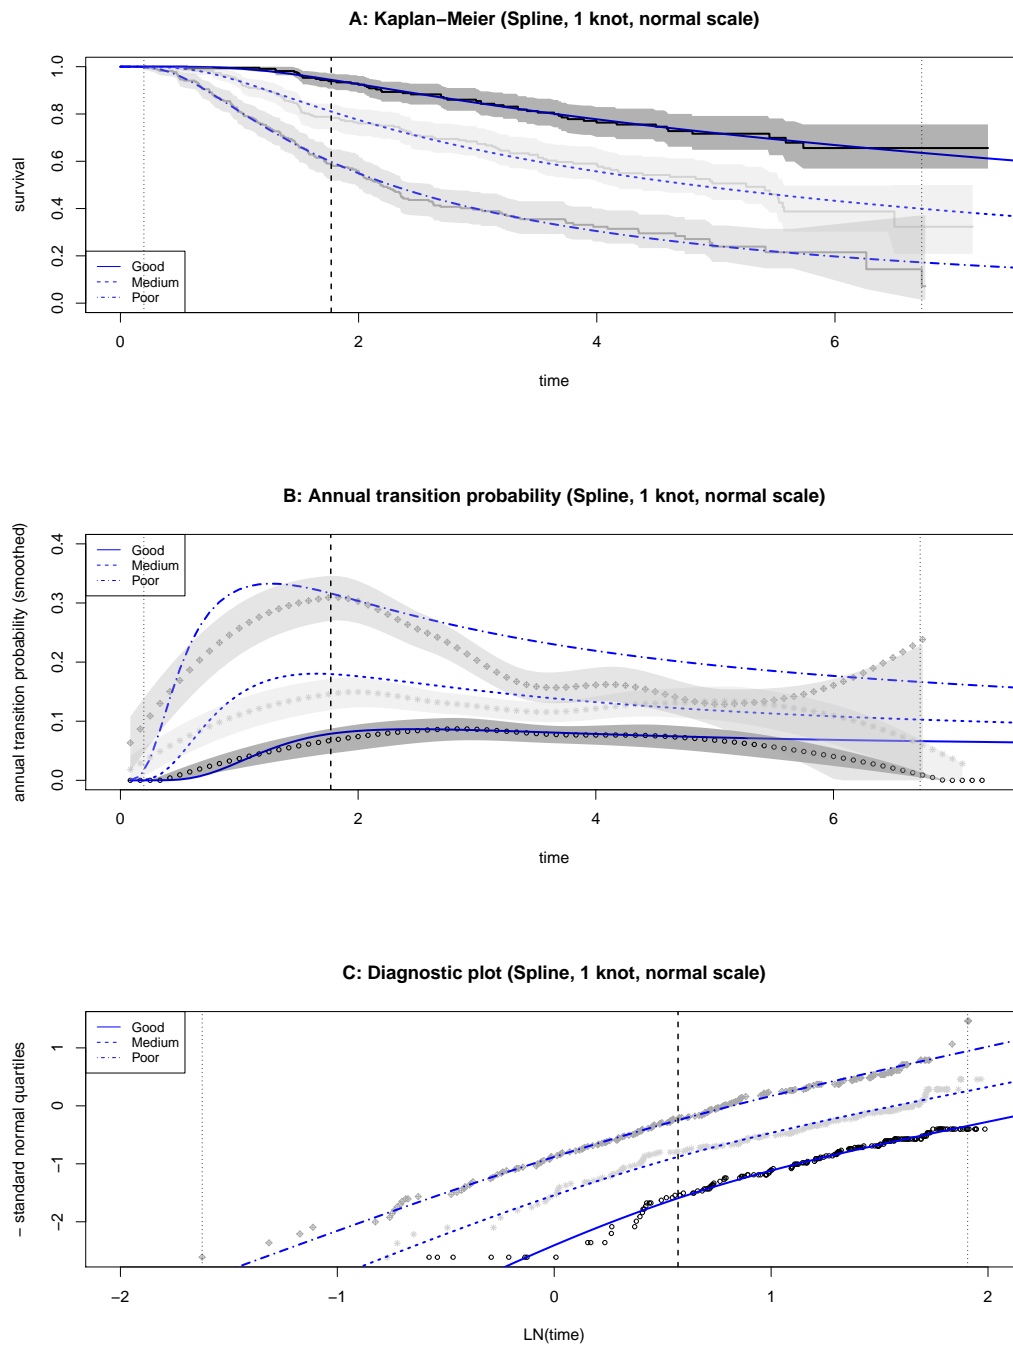 A: Kaplan−Meier (Spline, 1 knot, normal scale)
survival
1.0
0.8
0.6
0.4
0.2
0.0
Good
Medium
Poor
0 2 4 6
time
B: Annual transition probability (Spline, 1 knot, normal scale)
annual transition probability (smoothed)
0.4
0.3
0.2
0.1
0.0
Good
Medium
Poor
0 2 4 6
time
C: Diagnostic plot (Spline, 1 knot, normal scale)
− standard normal quartiles
1
0
−1
−2
Good
Medium
Poor
−2 −1 0 1 2
LN(time)